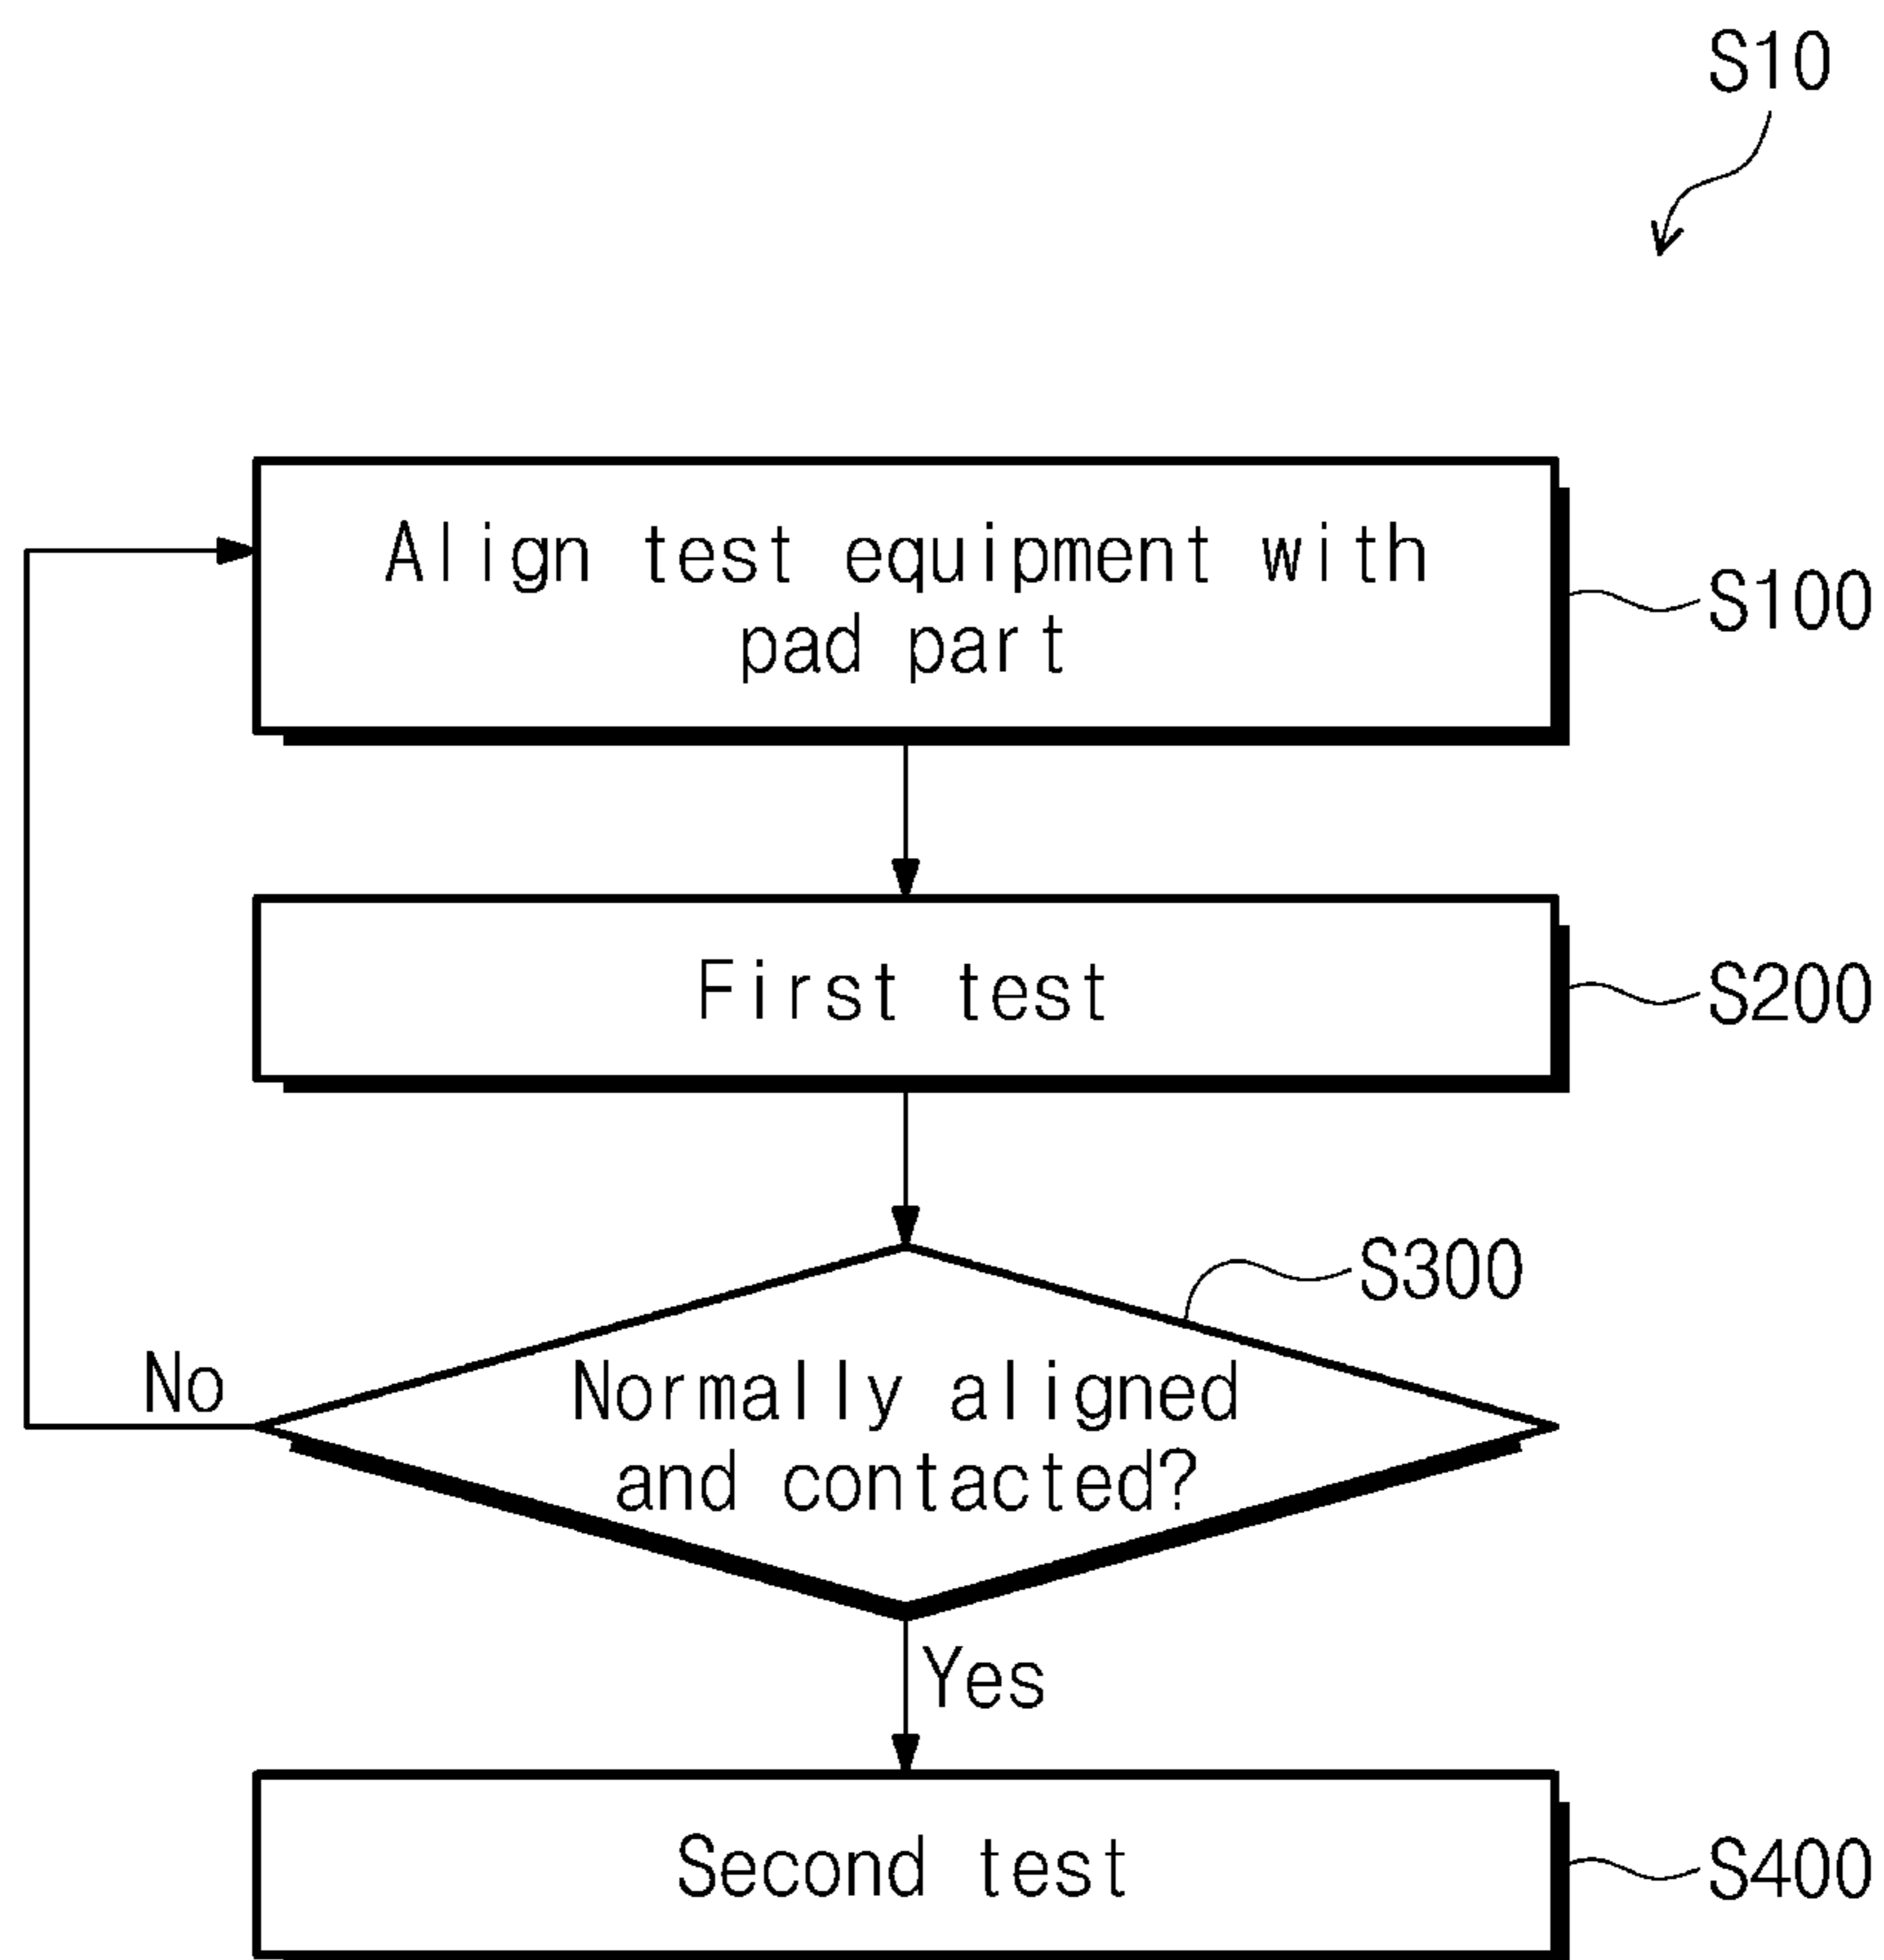 S10
Align test equipment with
pad part
S100
First test
S200
S300
Normally aligned
and contacted?
No
Yes
Second test
S400